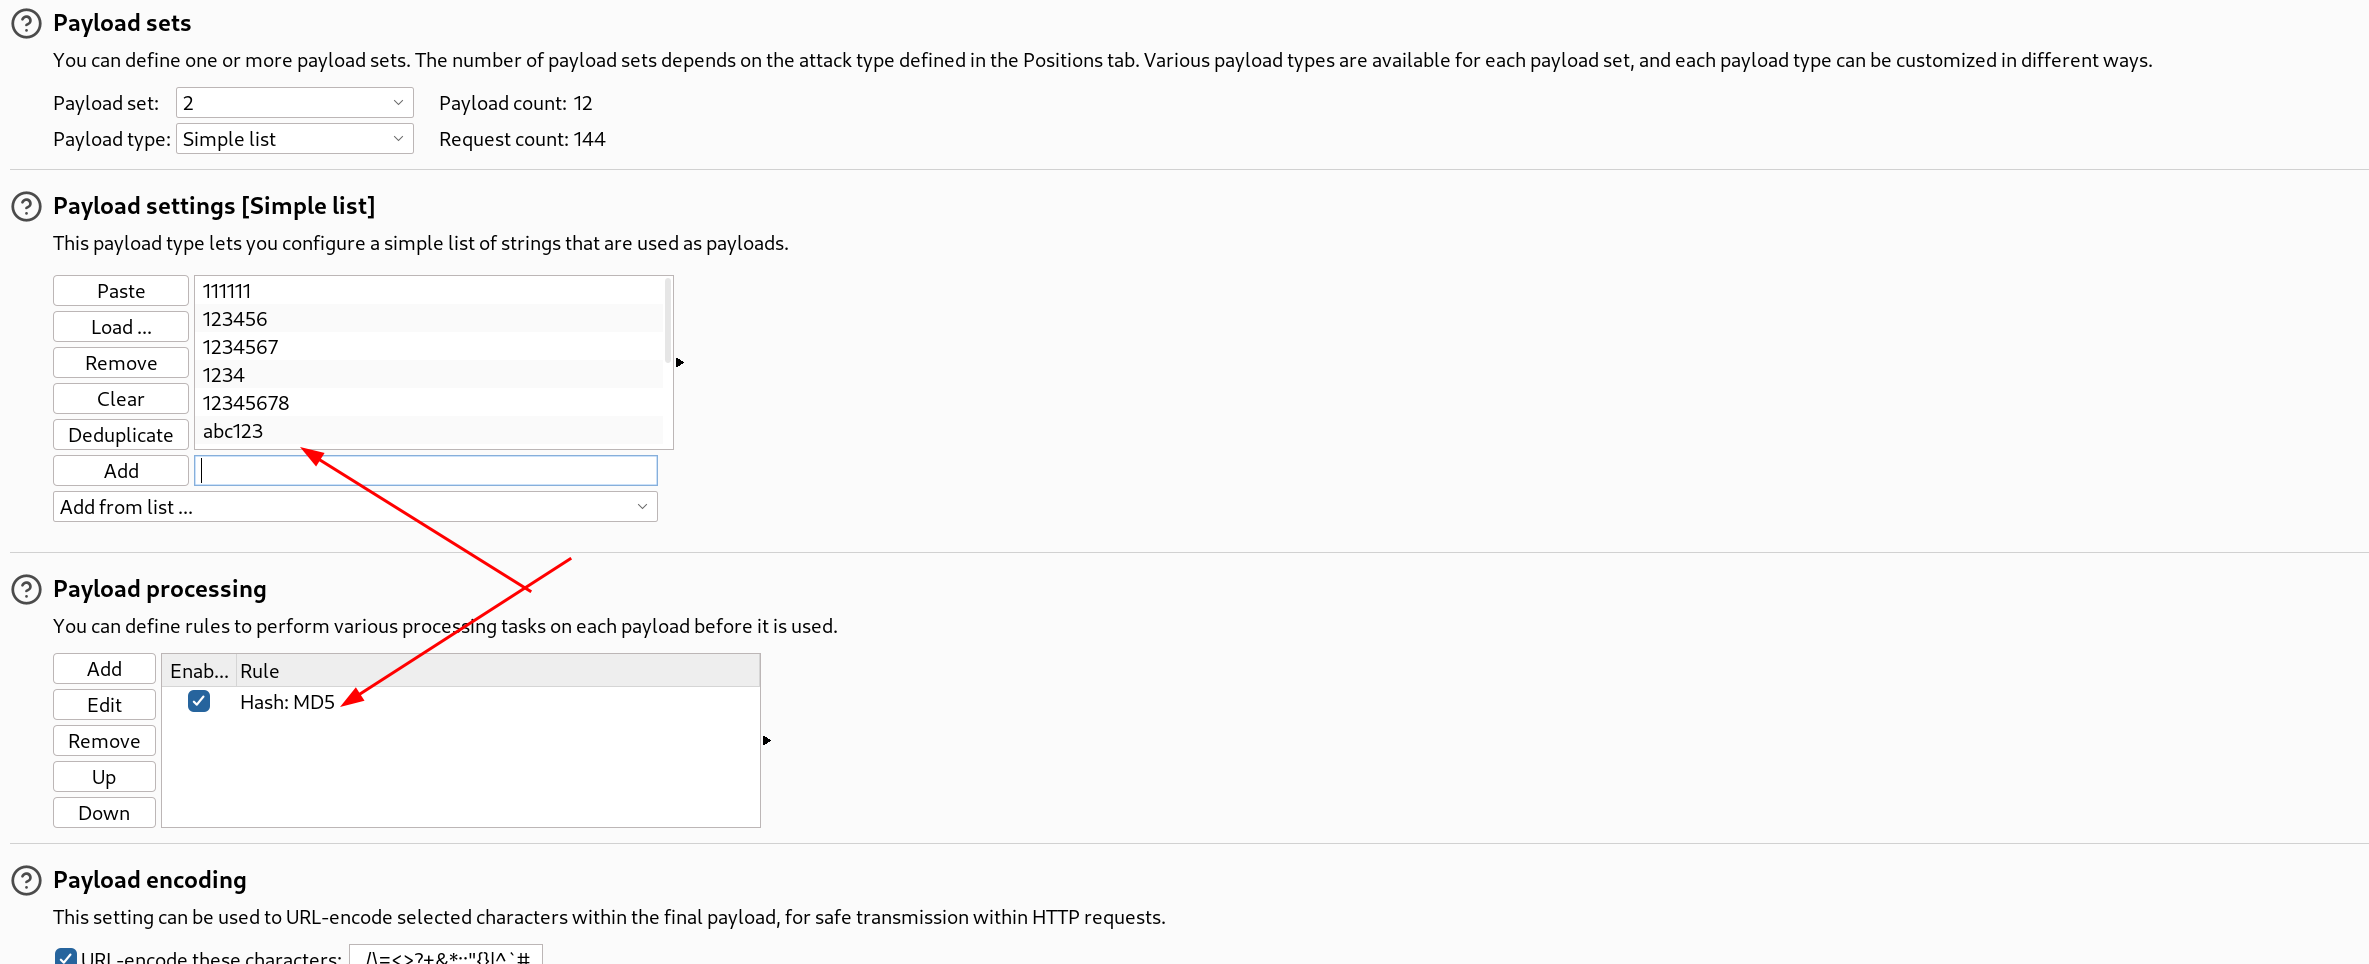 Payload sets
You can define one or more payload sets. The number of payload sets depends on the attack type defined in the Positions tab. Various payload types are available for each payload set, and each payload type can be customized in different ways.
Payload set: 2 Payload count: 12
Payload type: Simple list Request count: 144
Payload settings [Simple list]
This payload type lets you configure a simple list of strings that are used as payloads.
Paste
Load ...
Remove
Clear
Deduplicate
Add
111111
123456
1234567
1234
12345678
abc123
Add from list ...
Payload processing
You can define rules to perform various processing tasks on each payload before it is used.
Add
Edit
Remove
Up
Down
Enab... Rule
Hash: MD5
Payload encoding
This setting can be used to URL-encode selected characters within the final payload, for safe transmission within HTTP requests.
URL-encode these characters: